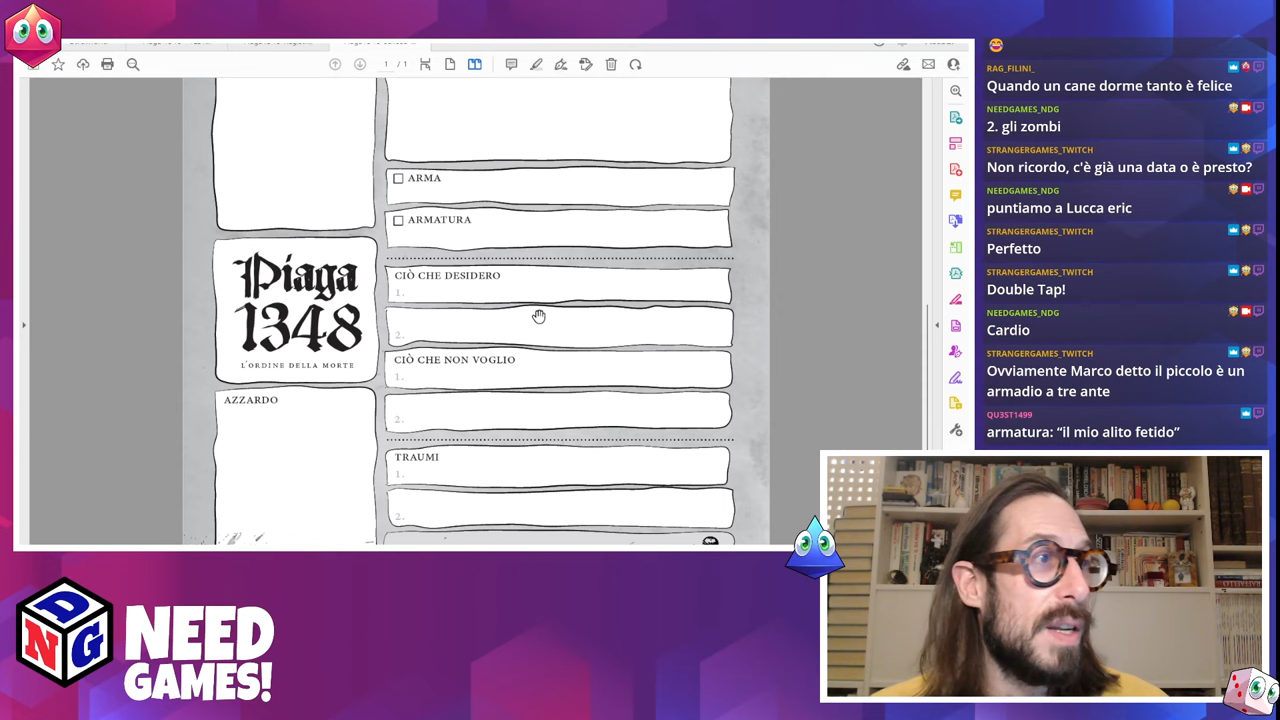 1 / 1
ARMA
ARMATURA
CIÒ CHE DESIDERO
1.
2.
CIÒ CHE NON VOGLIO
1.
2.
TRAUMI
1.
2.
Piaga
1348
L'ORDINE DELLA MORTE
AZZARDO
RAG_FILINI_
Quando un cane dorme tanto è felice
NEEDGAMES_NDG
2. gli zombi
STRANGERGAMES_TWITCH
Non ricordo, c'è già una data o è presto?
NEEDGAMES_NDG
puntiamo a Lucca eric
STRANGERGAMES_TWITCH
Perfetto
STRANGERGAMES_TWITCH
Double Tap!
NEEDGAMES_NDG
Cardio
STRANGERGAMES_TWITCH
Ovviamente Marco detto il piccolo è un
armadio a tre ante
QU3ST1499
armatura: “il mio alito fetido”
NDG
NEED
GAMES!